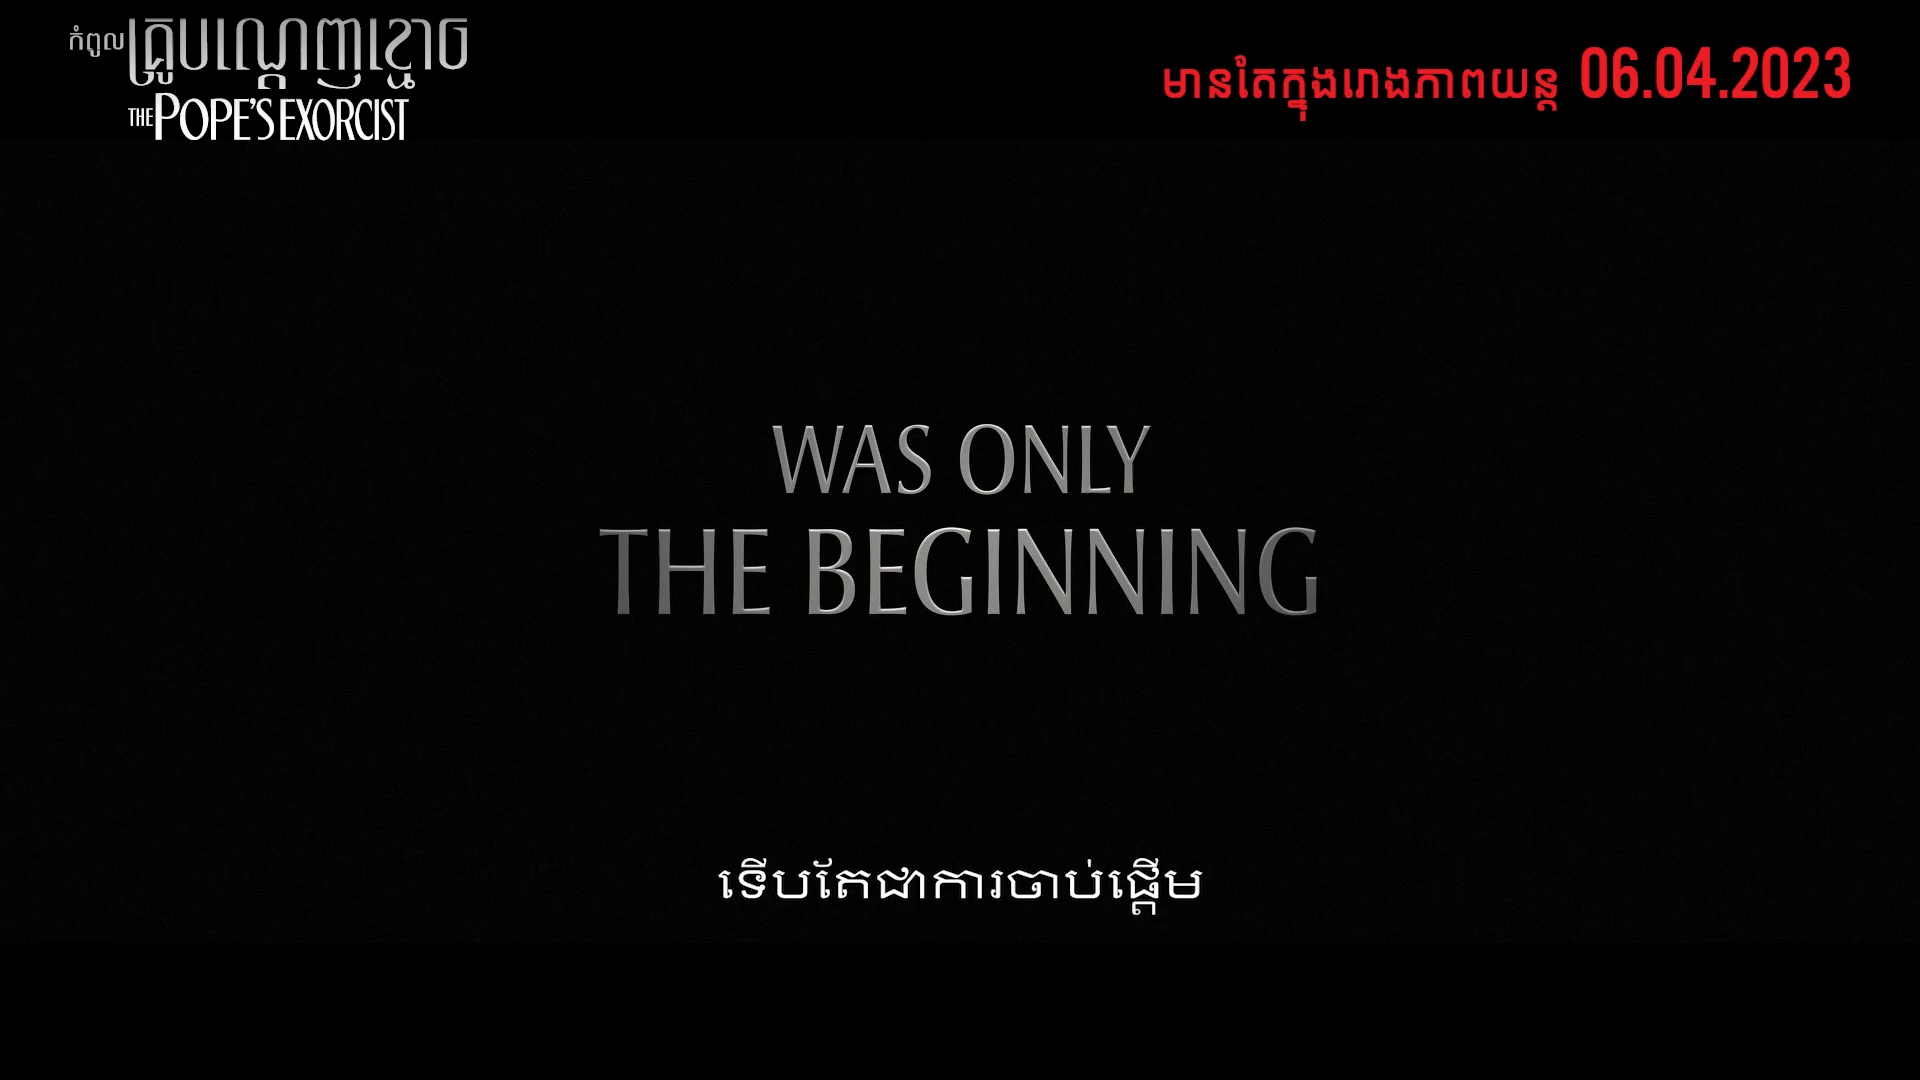 កំពូលគ្រូបណ្តេញខ្មោច
THE POPE'S EXORCIST
មានតែក្នុងរោងភាពយន្ត 06.04.2023
WAS ONLY
THE BEGINNING
ទើបតែជាការចាប់ផ្តើម